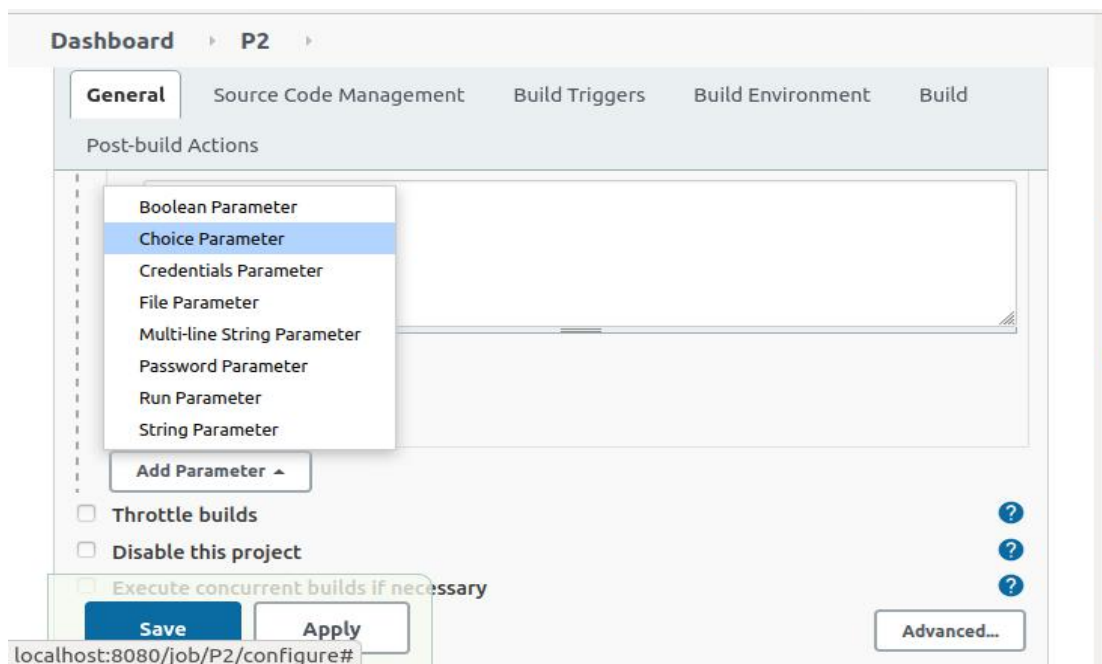 Dashboard P2
General Source Code Management Build Triggers Build Environment Build
Post-build Actions
Boolean Parameter
Choice Parameter
Credentials Parameter
File Parameter
Multi-line String Parameter
Password Parameter
Run Parameter
String Parameter
Add Parameter
Throttle builds ?
Disable this project ?
Execute concurrent builds if necessary ?
Save Apply Advanced...
localhost:8080/job/P2/configure#